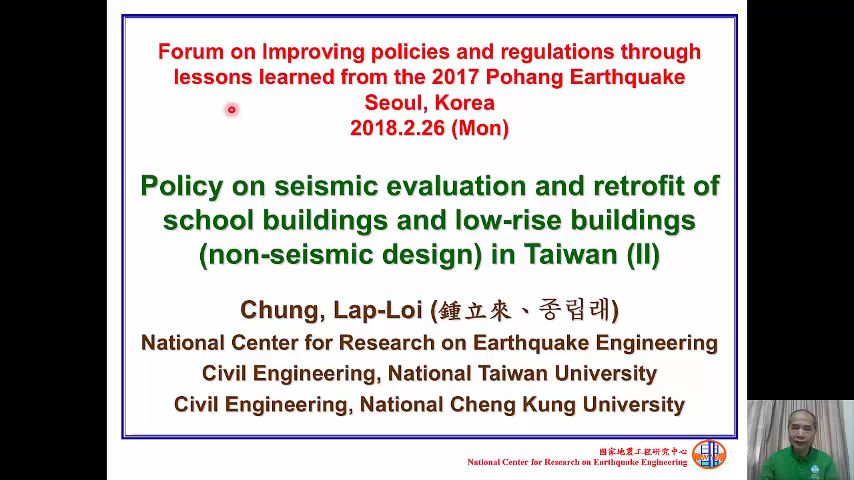 Forum on Improving policies and regulations through
lessons learned from the 2017 Pohang Earthquake
Seoul, Korea
2018.2.26 (Mon)
Policy on seismic evaluation and retrofit of
school buildings and low-rise buildings
(non-seismic design) in Taiwan (II)
Chung, Lap-Loi (鍾立來、종립래)
National Center for Research on Earthquake Engineering
Civil Engineering, National Taiwan University
Civil Engineering, National Cheng Kung University
國家地震工程研究中心
National Center for Research on Earthquake Engineering